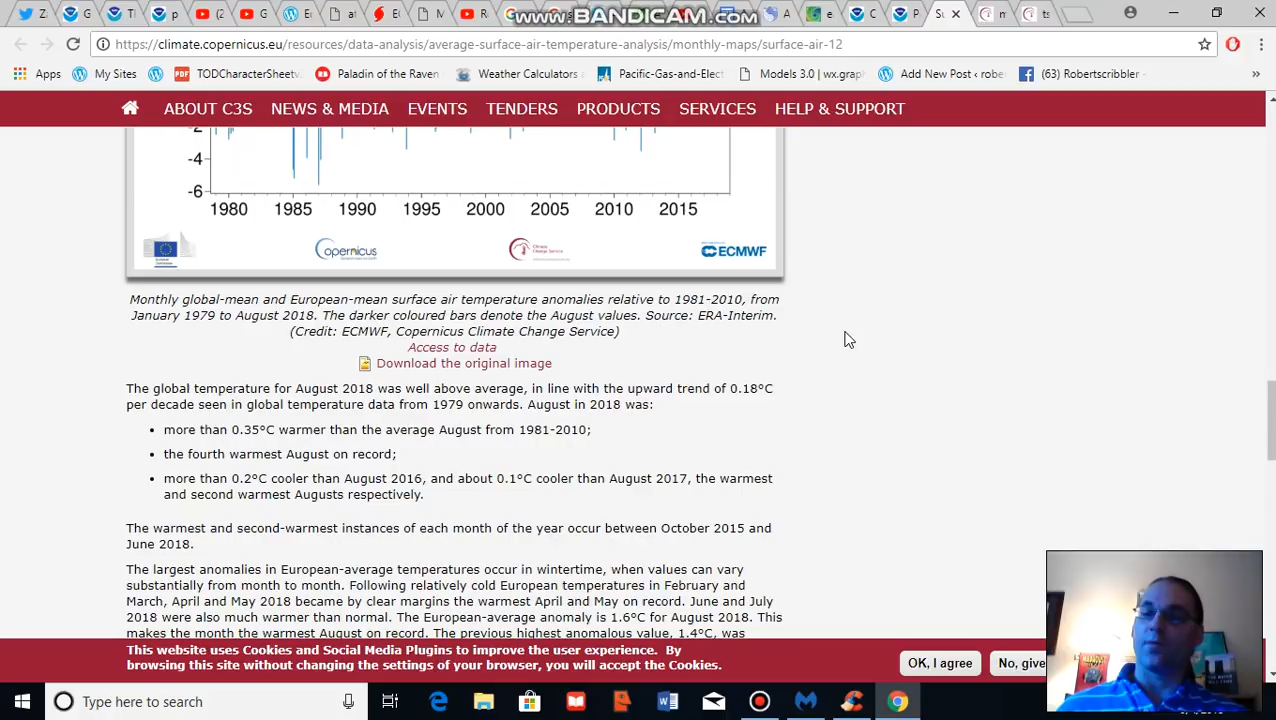 Z
(2
G
TI
p
(2
G
Er
at
E(
M
R
www.BANDICAM.com
A
e
C
P
Su
m
ts
https://climate.copernicus.eu/resources/data-analysis/average-surface-air-temperature-analysis/monthly-maps/surface-air-12
Apps My Sites TODCharacterSheetv Paladin of the Raven Weather Calculators Pacific-Gas-and-Elect Models 3.0 | wx.grap Add New Post ‹ robe (63) Robertscribbler - »
ABOUT C3S NEWS & MEDIA EVENTS TENDERS PRODUCTS SERVICES HELP & SUPPORT
-2
-4
-6
1980 1985 1990 1995 2000 2005 2010 2015
opernicus Climate Change Service ECMWF
Monthly global-mean and European-mean surface air temperature anomalies relative to 1981-2010, from
January 1979 to August 2018. The darker coloured bars denote the August values. Source: ERA-Interim.
(Credit: ECMWF, Copernicus Climate Change Service)
Access to data
Download the original image
The global temperature for August 2018 was well above average, in line with the upward trend of 0.18°C
per decade seen in global temperature data from 1979 onwards. August in 2018 was:
• more than 0.35°C warmer than the average August from 1981-2010;
• the fourth warmest August on record;
• more than 0.2°C cooler than August 2016, and about 0.1°C cooler than August 2017, the warmest
and second warmest Augusts respectively.
The warmest and second-warmest instances of each month of the year occur between October 2015 and
June 2018.
The largest anomalies in European-average temperatures occur in wintertime, when values can vary
substantially from month to month. Following relatively cold European temperatures in February and
March, April and May 2018 became by clear margins the warmest April and May on record. June and July
2018 were also much warmer than normal. The European-average anomaly is 1.6°C for August 2018. This
makes the month the warmest August on record. The previous highest anomalous value, 1.4°C, was
This website uses Cookies and Social Media Plugins to improve the user experience. By
browsing this site without changing the settings of your browser, you will accept the Cookies.
OK, I agree No, give
Type here to search